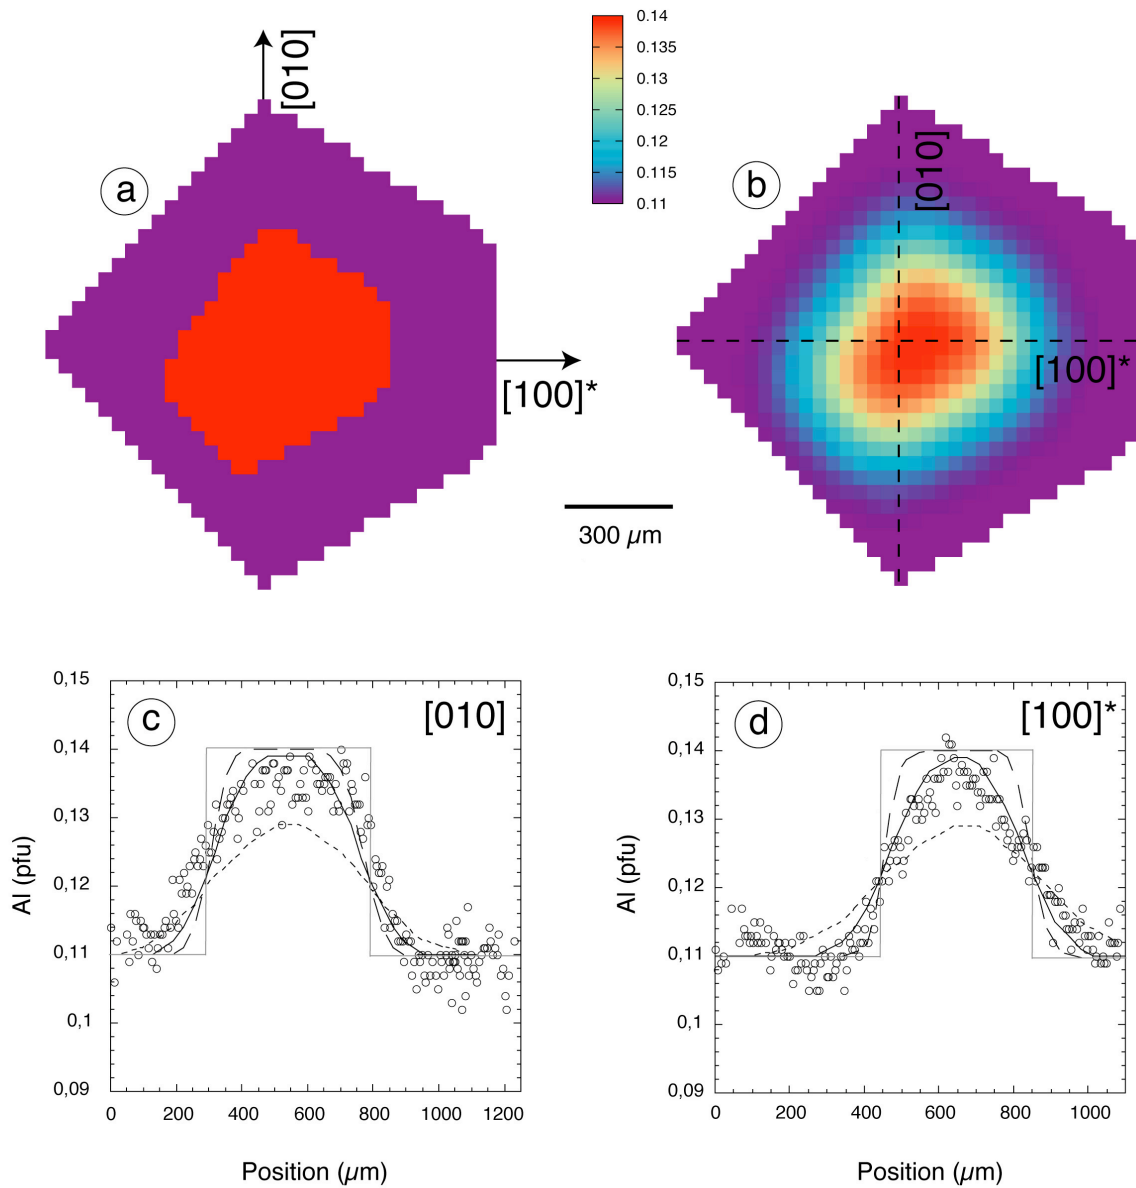 a
[010]
[100]*
0.14
0.135
0.13
0.125
0.12
0.115
0.11
b
[010]
[100]*
300 µm
c
[010]
0,15
0,14
0,13
0,12
0,11
0,1
0,09
Al (pfu)
0 200 400 600 800 1000 1200
Position (µm)
d
[100]*
0,15
0,14
0,13
0,12
0,11
0,1
0,09
Al (pfu)
0 200 400 600 800 1000
Position (µm)